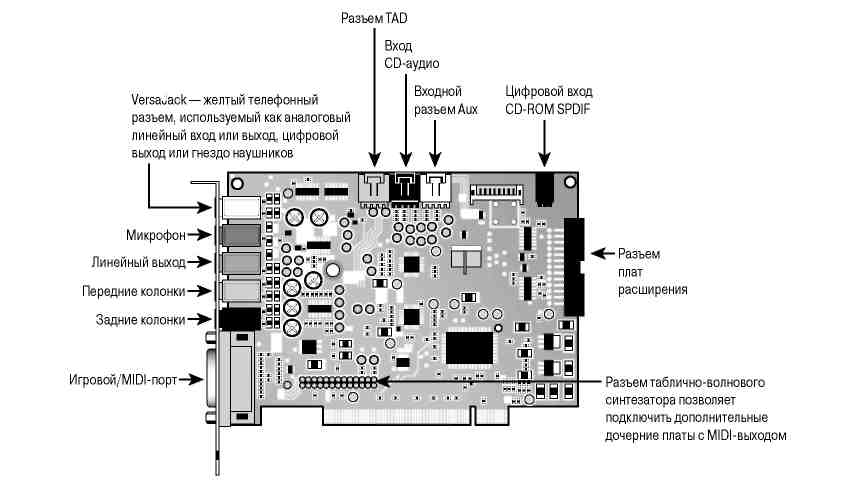 Разъем TAD
Вход
CD-аудио
Входной
разъем Aux
Цифровой вход
CD-ROM SPDIF
VersaJack — желтый телефонный
разъем, используемый как аналоговый
линейный вход или выход, цифровой
выход или гнездо наушников
Микрофон
Линейный выход
Передние колонки
Задние колонки
Игровой/MIDI-порт
Разъем
плат
расширения
Разъем таблично-волнового
синтезатора позволяет
подключить дополнительные
дочерние платы с MIDI-выходом